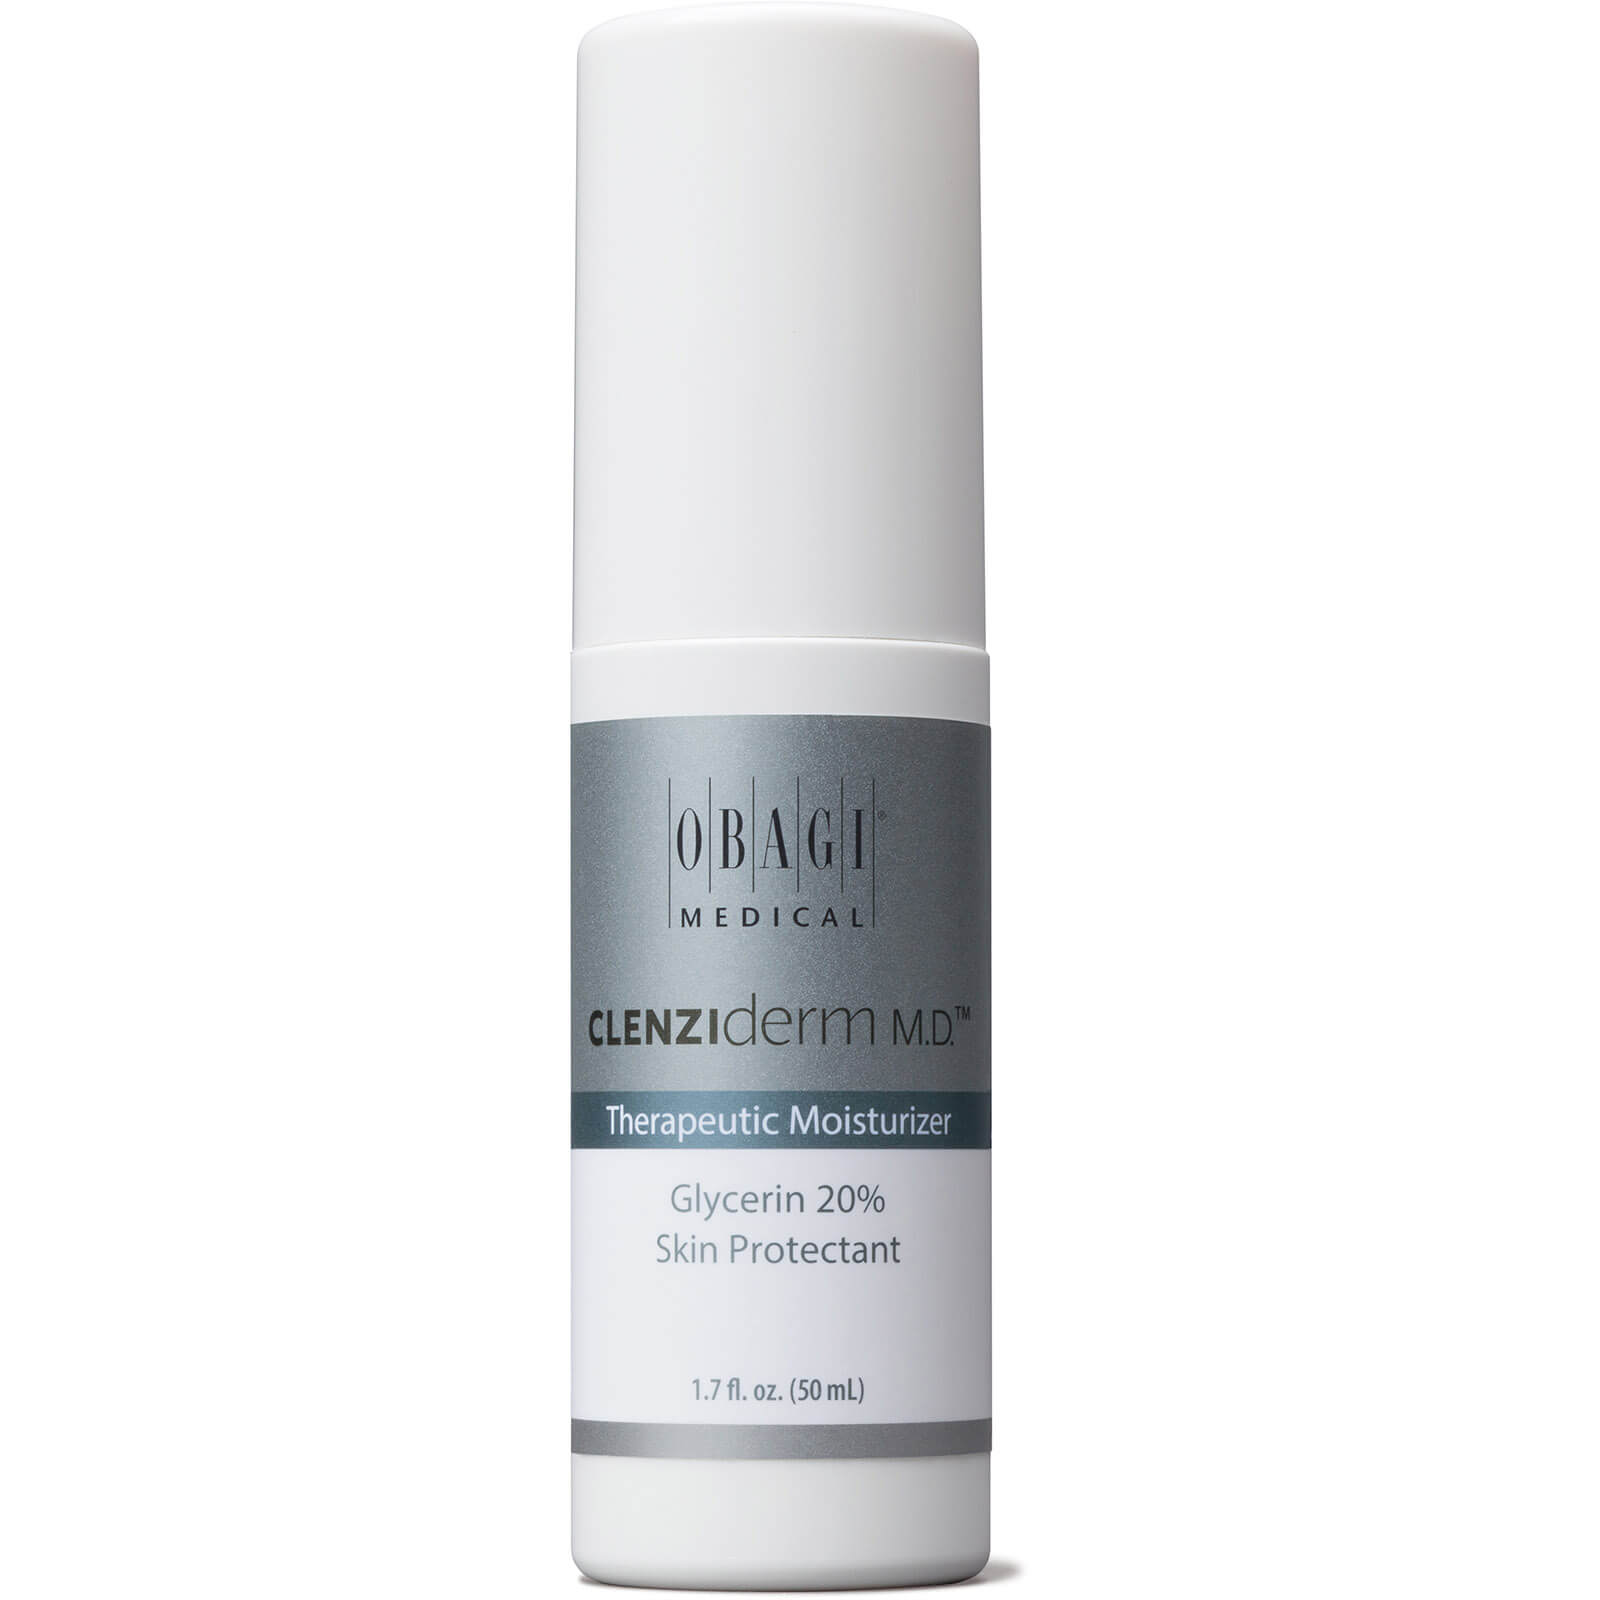 OBAGI®
MEDICAL
CLENZIderm M.D.™
Therapeutic Moisturizer
Glycerin 20%
Skin Protectant
1.7 fl. oz. (50 mL)